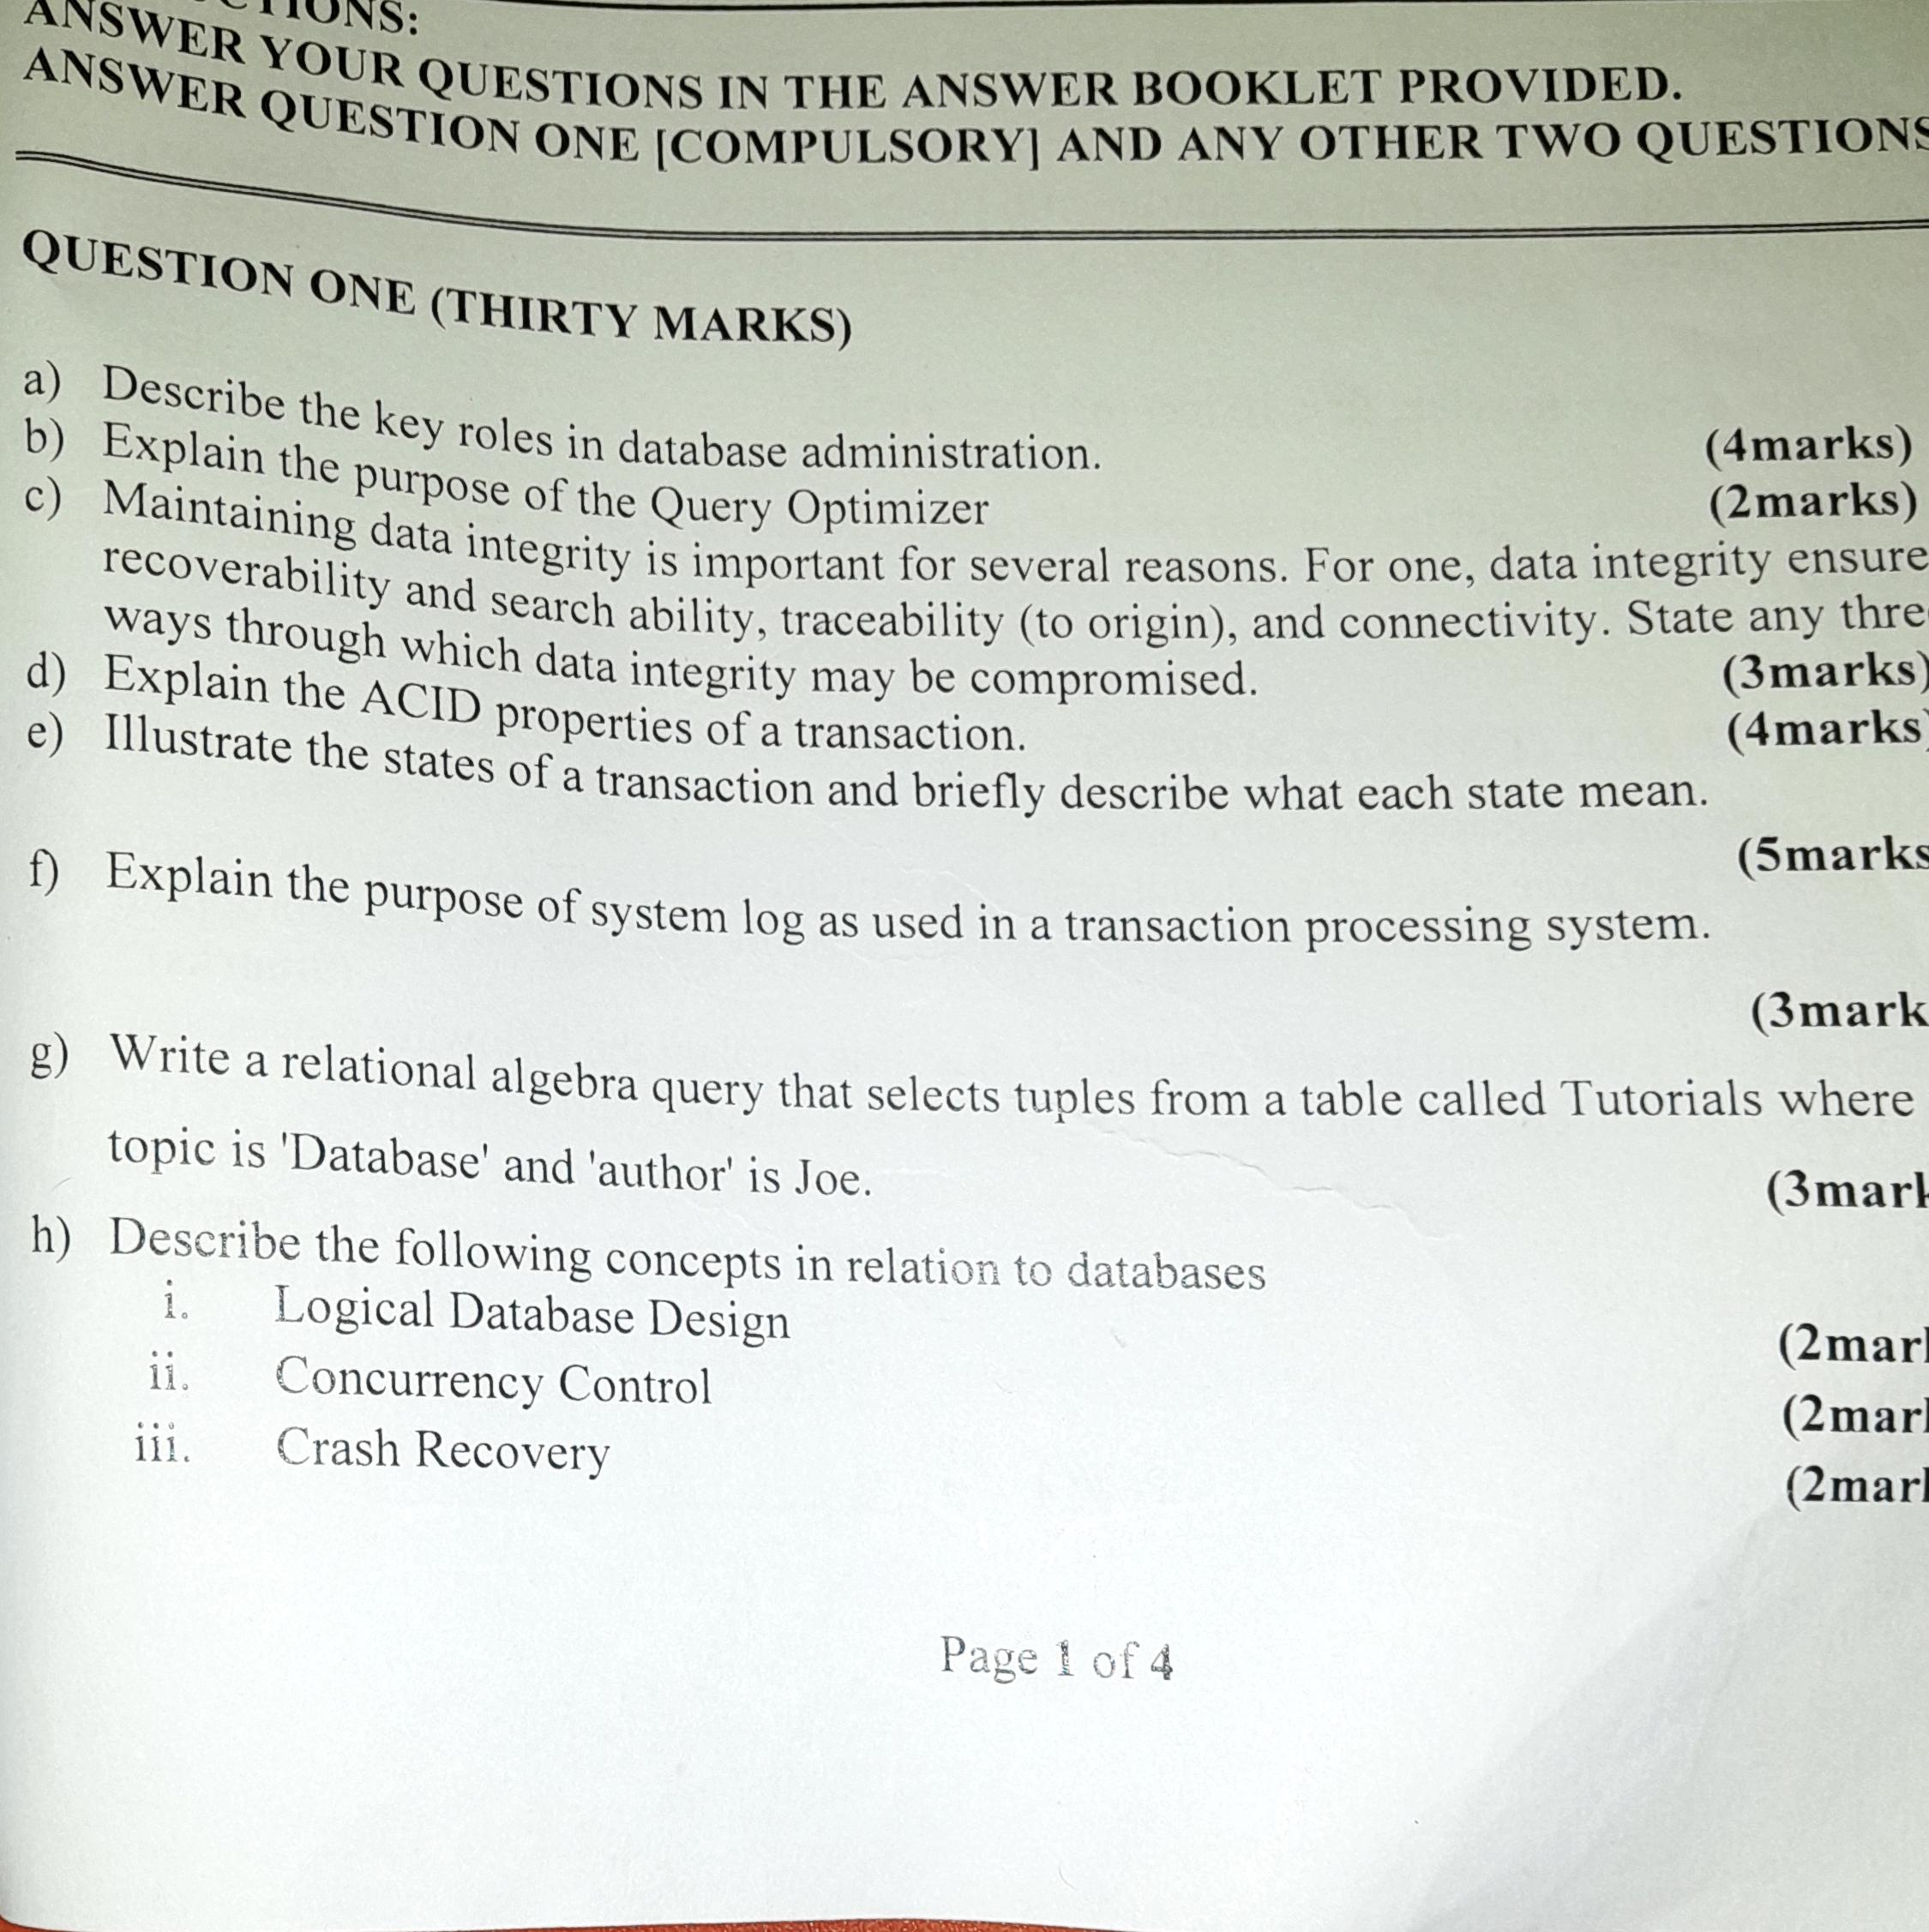 ANSWER YOUR QUESTIONS IN THE ANSWER BOOKLET PROVIDED.
ANSWER QUESTION ONE [COMPULSORY] AND ANY OTHER TWO QUESTIONS
QUESTION ONE (THIRTY MARKS)
a) Describe the key roles in database administration. (4marks)
b) Explain the purpose of the Query Optimizer (2marks)
c) Maintaining data integrity is important for several reasons. For one, data integrity ensure
recoverability and search ability, traceability (to origin), and connectivity. State any thre
ways through which data integrity may be compromised. (3marks)
d) Explain the ACID properties of a transaction. (4marks)
e) Illustrate the states of a transaction and briefly describe what each state mean.
(5marks
f) Explain the purpose of system log as used in a transaction processing system.
(3mark
g) Write a relational algebra query that selects tuples from a table called Tutorials where
topic is 'Database' and 'author' is Joe. (3mark
h) Describe the following concepts in relation to databases
i. Logical Database Design (2mark
ii. Concurrency Control (2mark
iii. Crash Recovery (2mark
Page 1 of 4